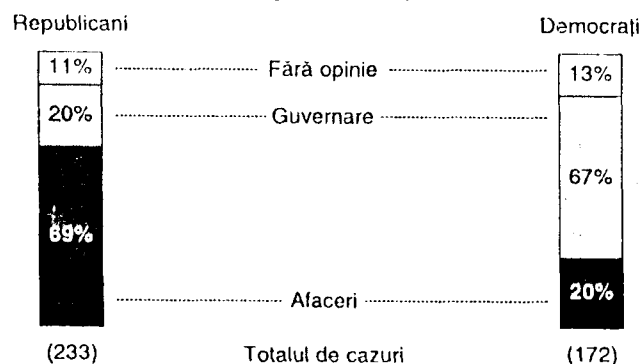 Republicani Democrați
11% Fără opinie 13%
20% Guvernare
67%
69%
Afaceri 20%
(233) Totalul de cazuri (172)